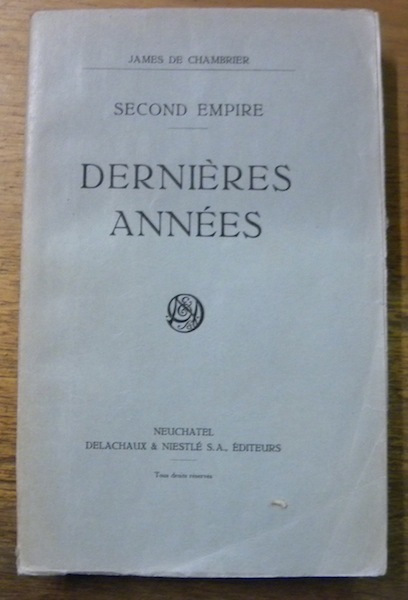 JAMES DE CHAMBRIER
SECOND EMPIRE
DERNIÈRES
ANNÉES
NEUCHATEL
DELACHAUX & NIESTLÉ S.A., ÉDITEURS
Tous droits réservés